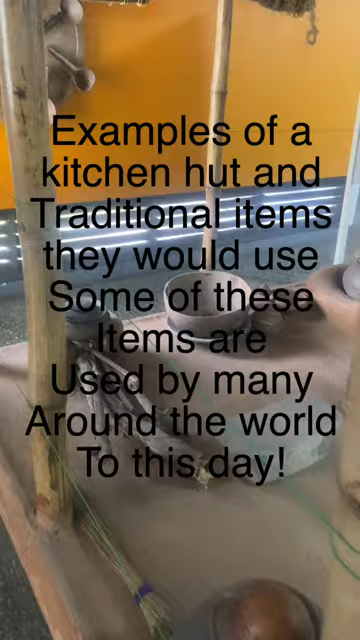 Examples of a
kitchen hut and
Traditional items
they would use
Some of these
Items are
Used by many
Around the world
To this day!